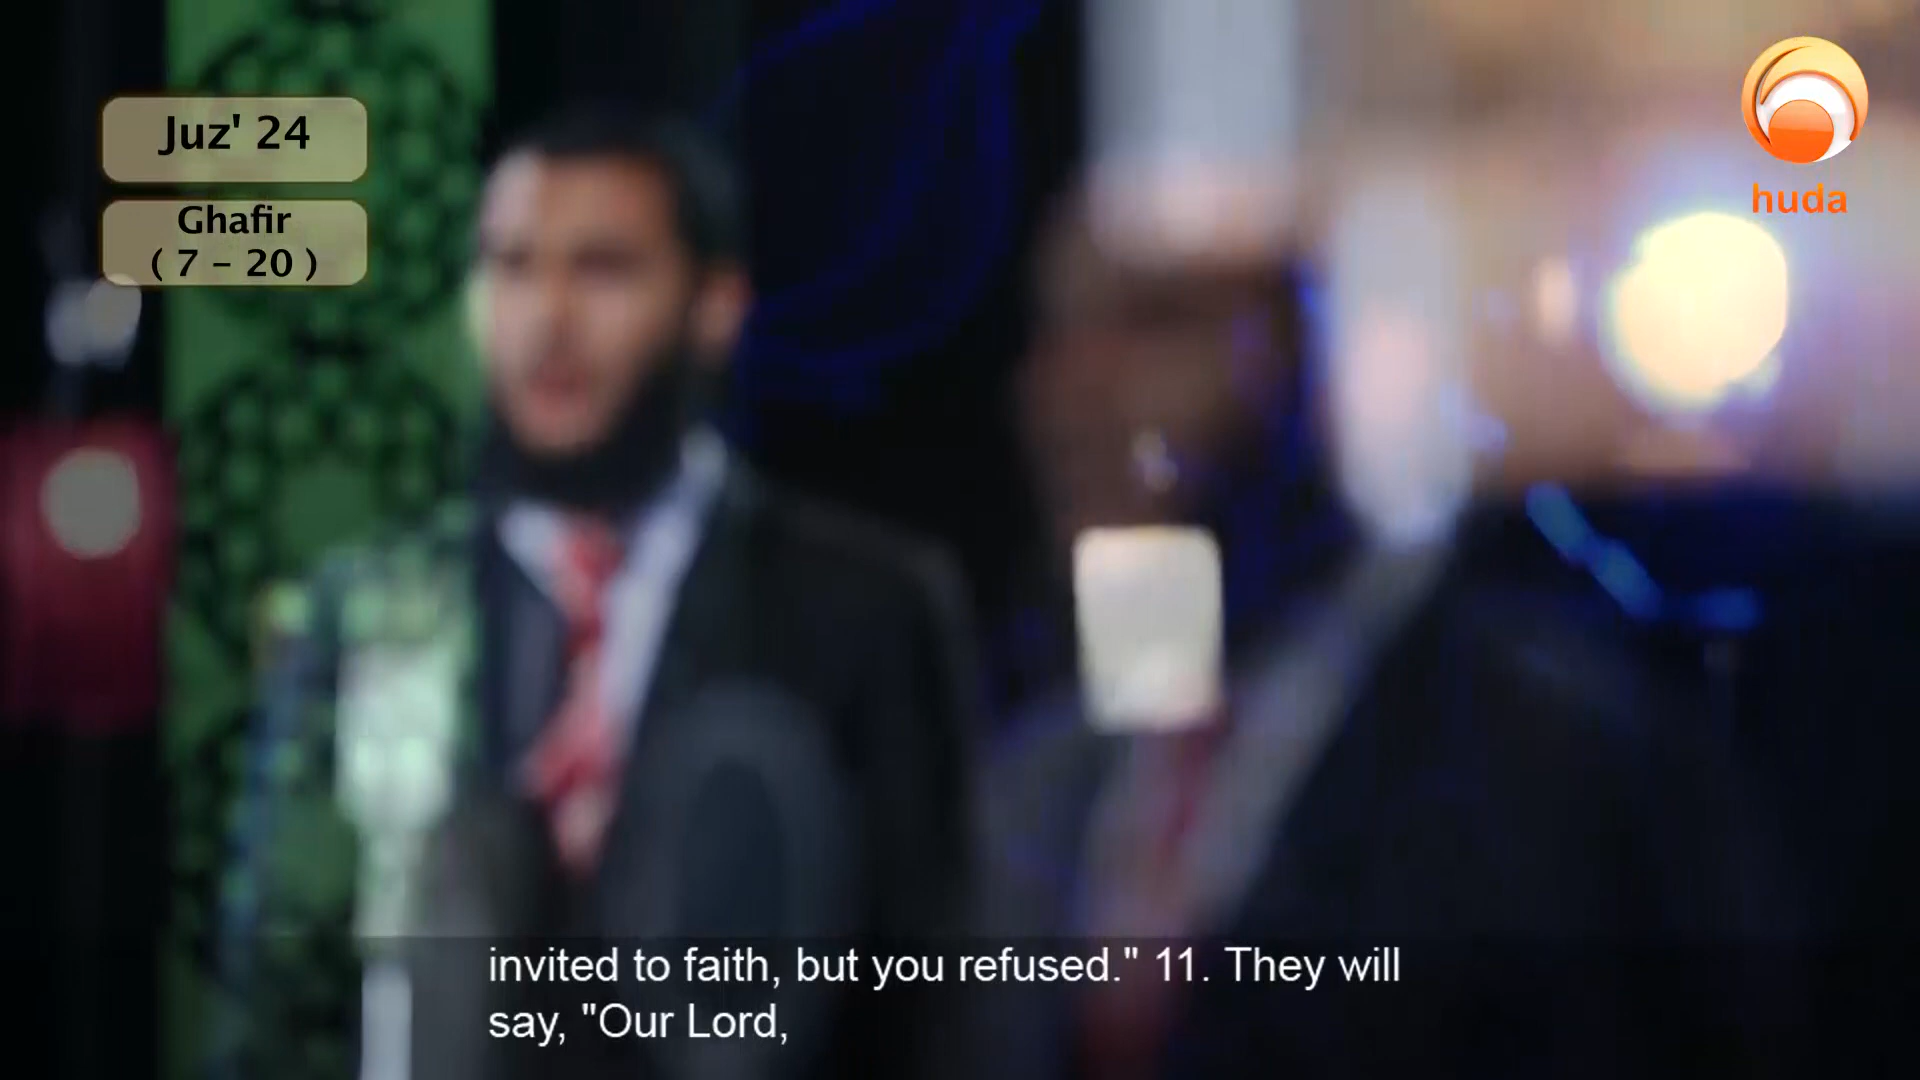 Juz' 24
Ghafir
( 7 - 20 )
huda
invited to faith, but you refused." 11. They will
say, "Our Lord,